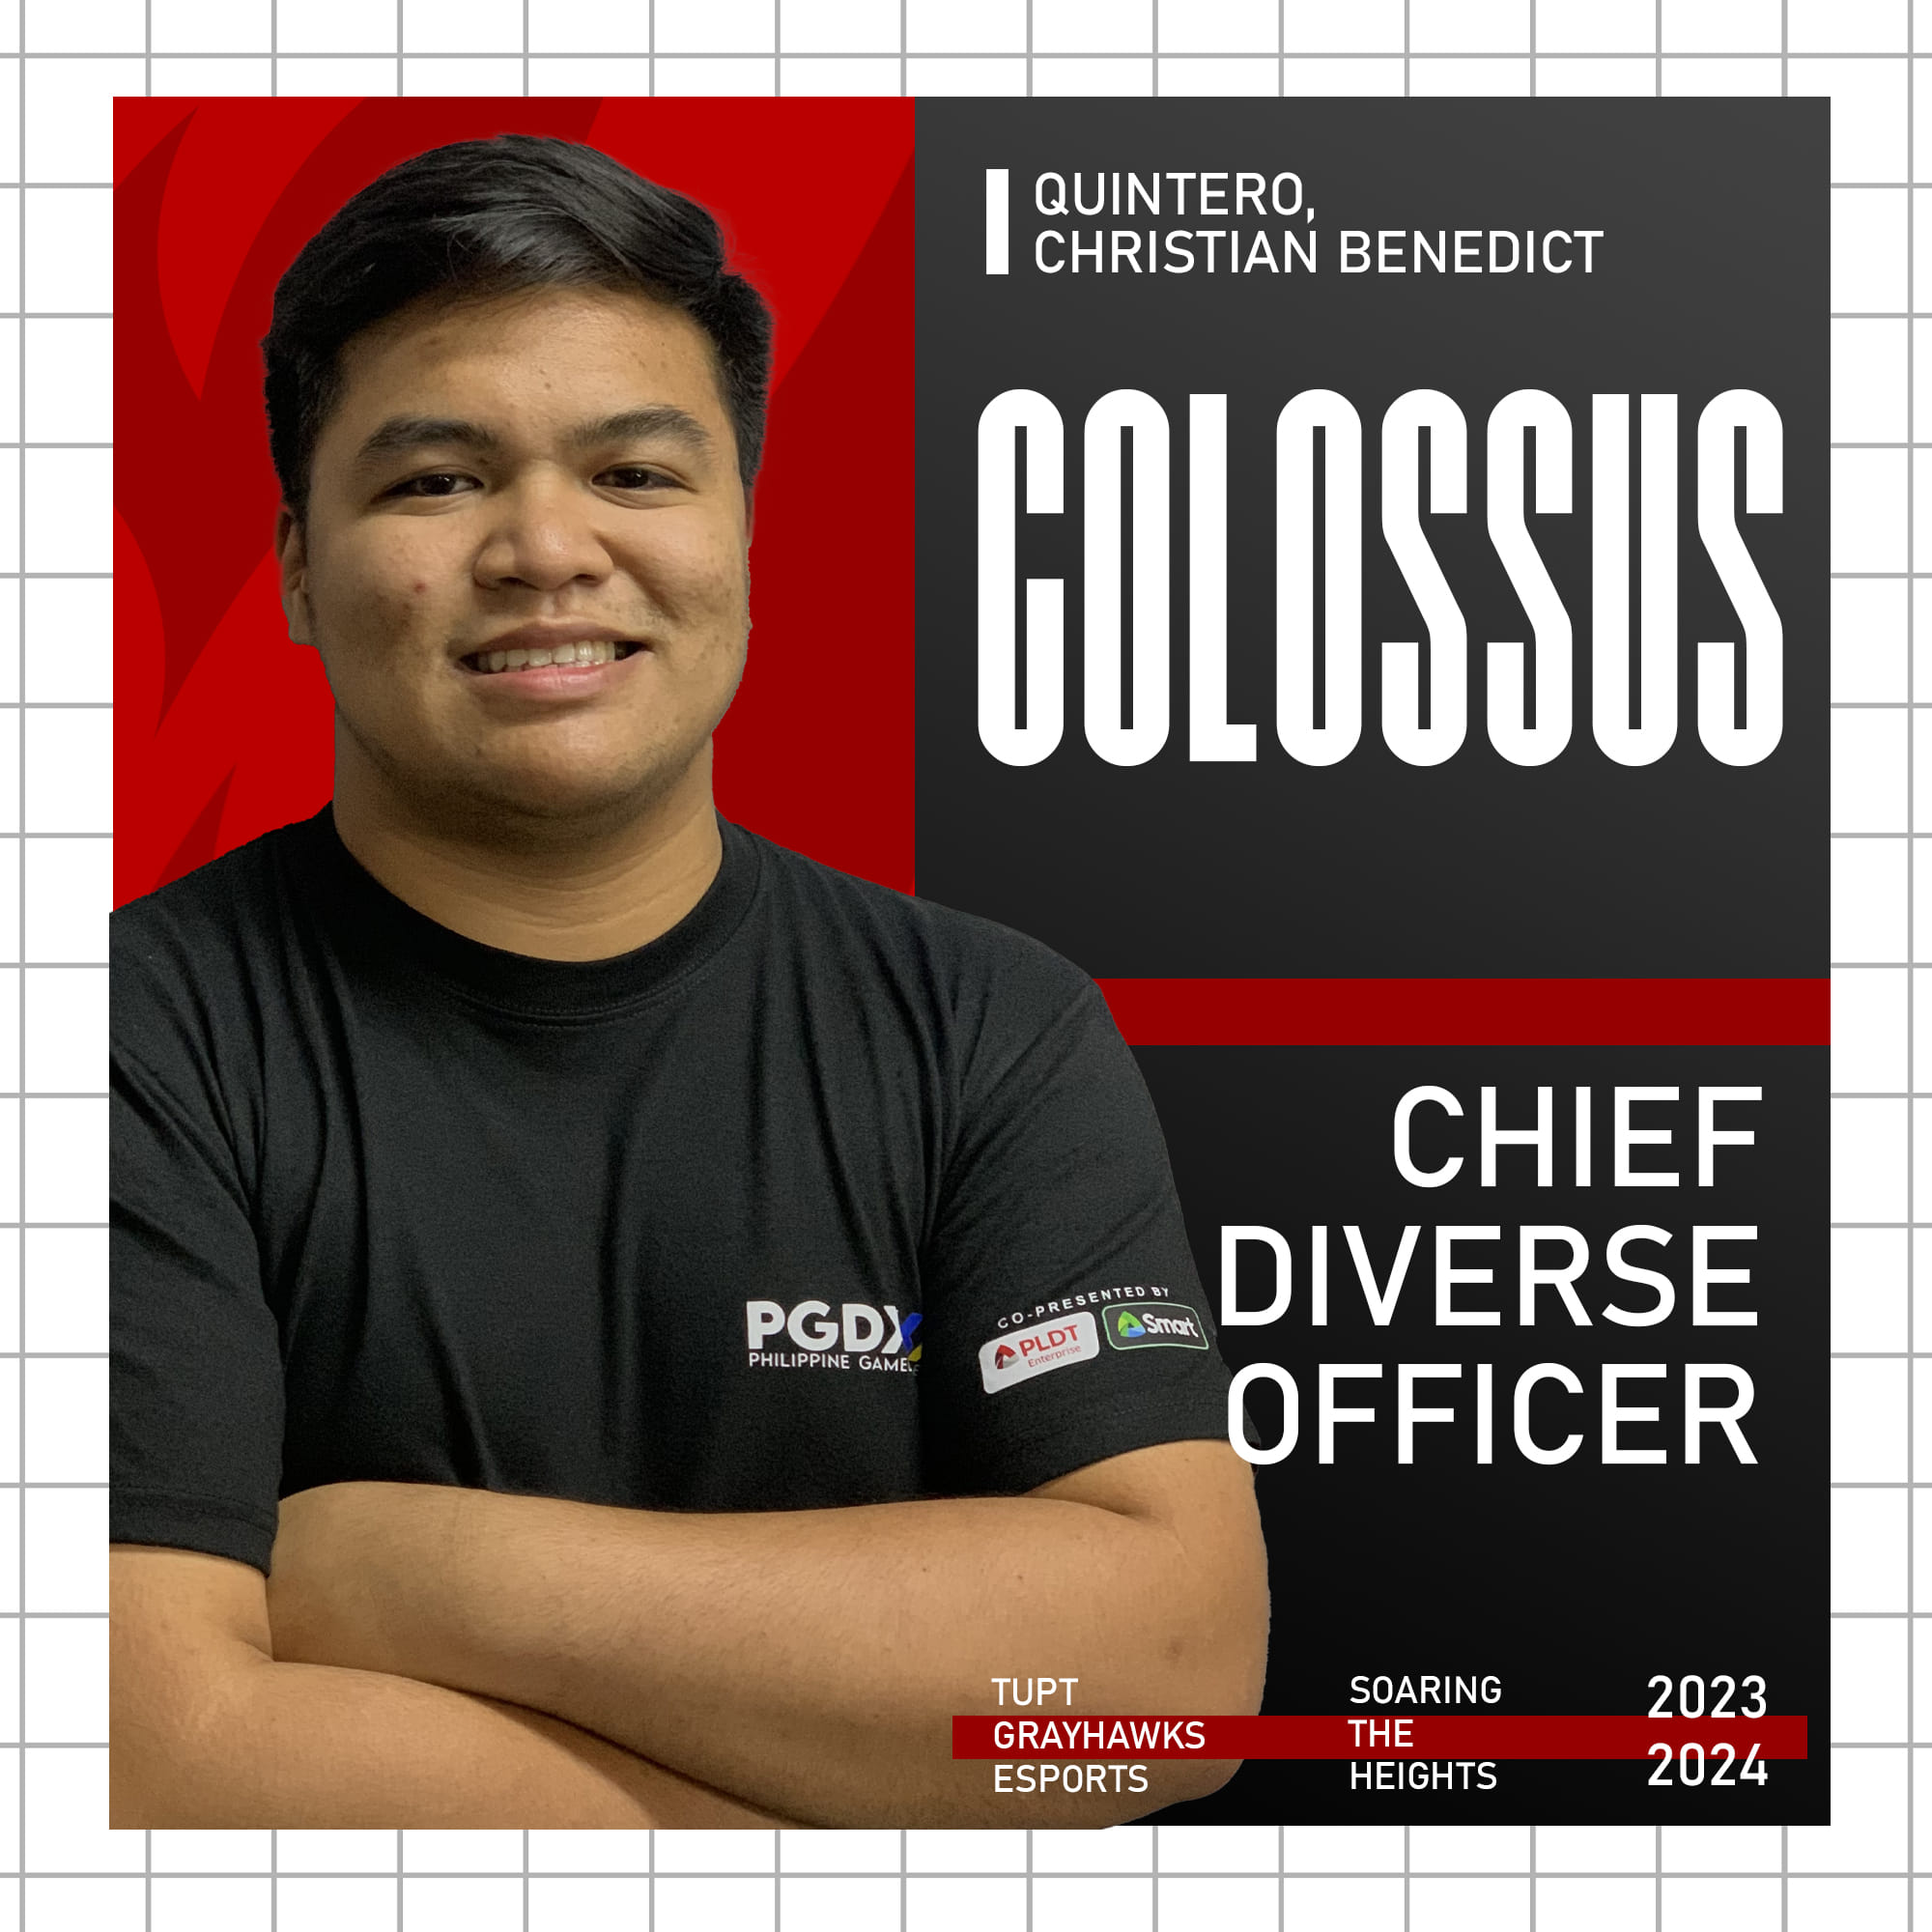 QUINTERO,
CHRISTIAN BENEDICT
COLOSSUS
CHIEF
DIVERSE
OFFICER
PGDX
PHILIPPINE
CO-PRESENTED BY
PLDT
Enterprise
Smart
TUPT
GRAYHAWKS
ESPORTS
SOARING
THE
HEIGHTS
2023
2024